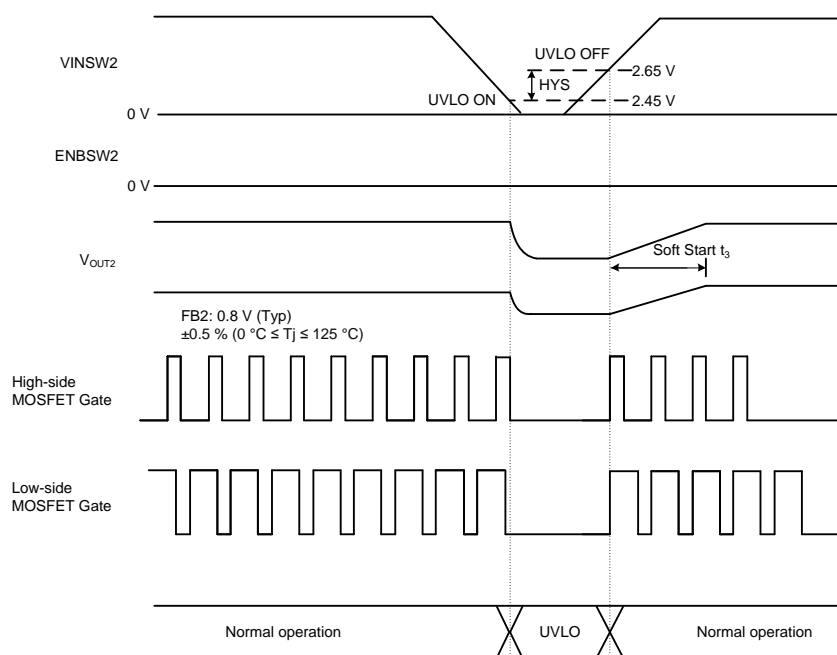 VINSW2
UVLO OFF
2.65 V
HYS
UVLO ON
2.45 V
0 V
ENBSW2
0 V
VOUT2
Soft Start t3
FB2: 0.8 V (Typ)
±0.5 % (0 °C ≤ Tj ≤ 125 °C)
High-side
MOSFET Gate
Low-side
MOSFET Gate
Normal operation
UVLO
Normal operation